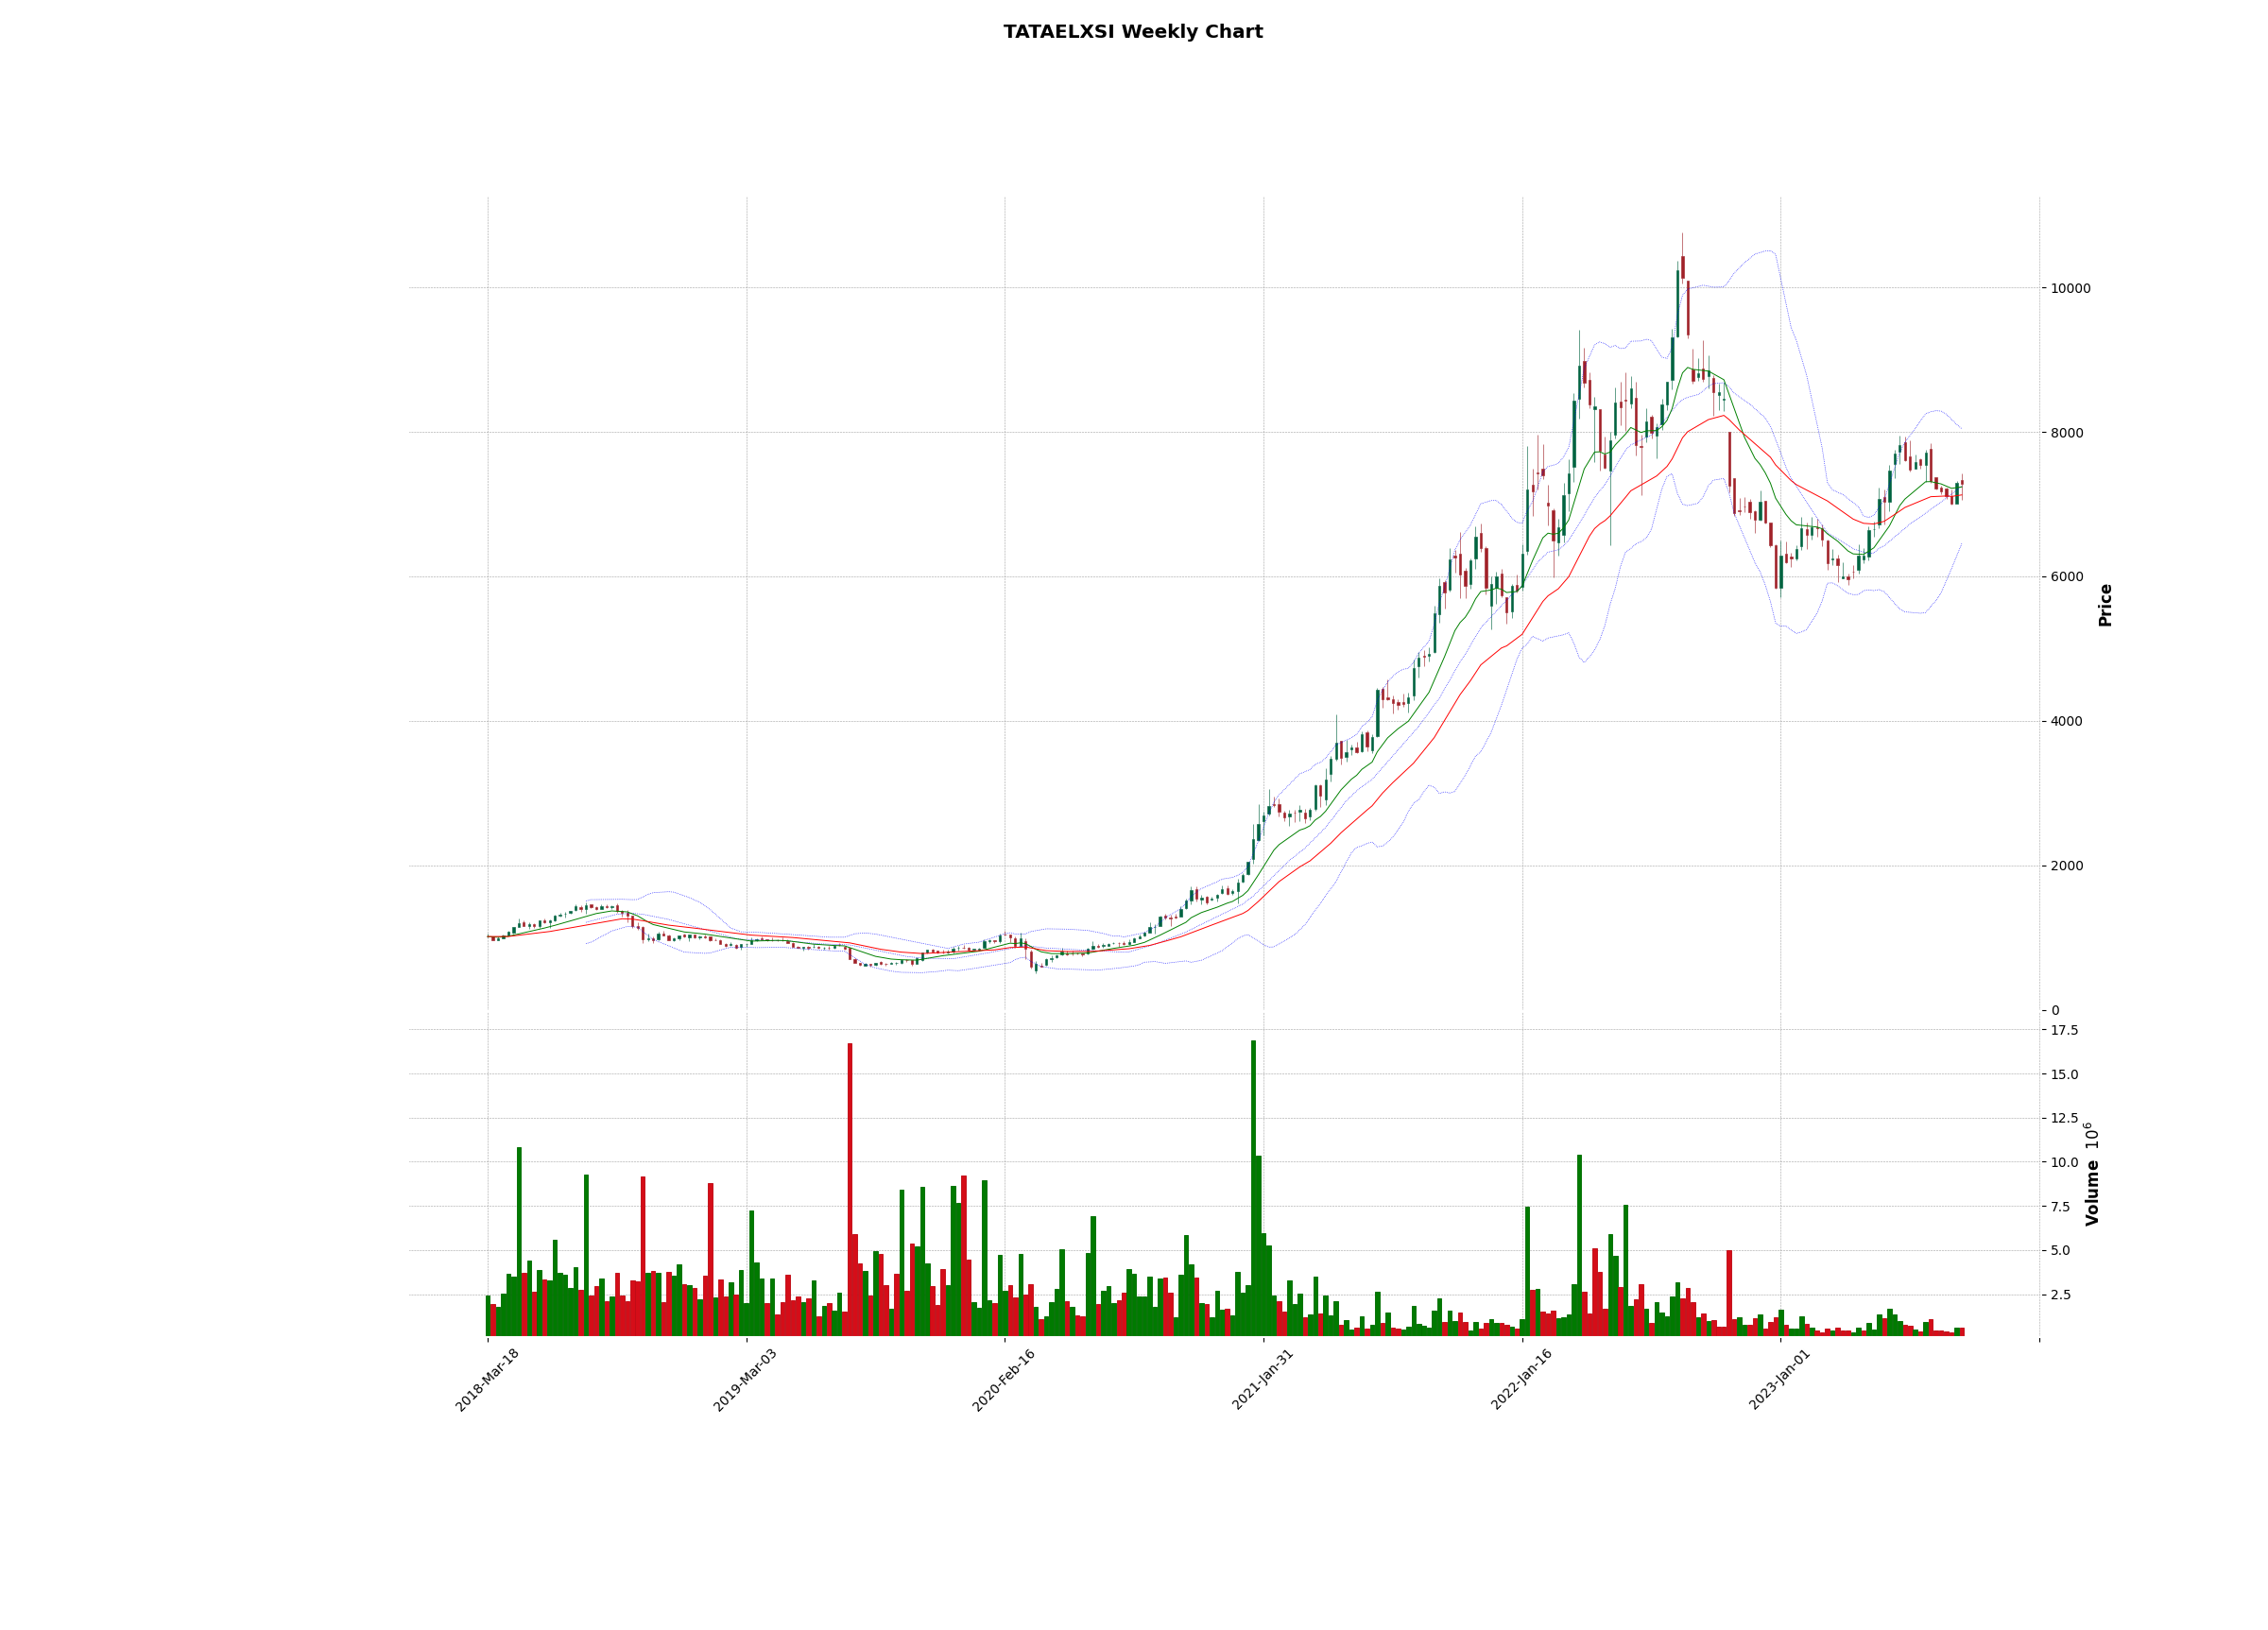 TATAELXSI Weekly Chart
10000
8000
6000
4000
2000
0
Price
17.5
15.0
12.5
10.0
7.5
5.0
2.5
Volume 10^6
2018-Mar-18
2019-Mar-03
2020-Feb-16
2021-Jan-31
2022-Jan-16
2023-Jan-01